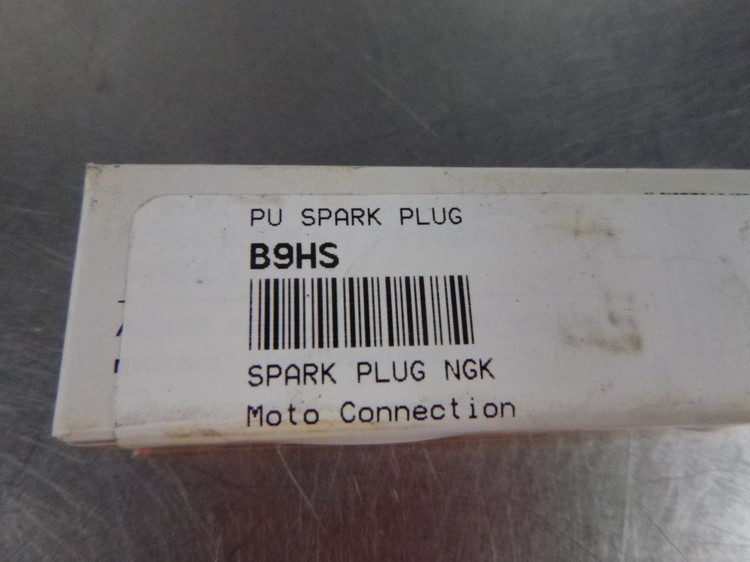 PU SPARK PLUG
B9HS
SPARK PLUG NGK
Moto Connection